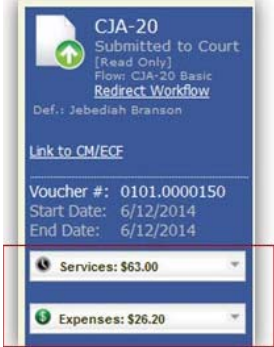 CJA-20
Submitted to Court
[Read Only]
Flow: CJA-20 Basic
Redirect Workflow
Def.: Jebediah Branson
Link to CM/ECF
Voucher #: 0101.0000150
Start Date: 6/12/2014
End Date: 6/12/2014
Services: $63.00
$ Expenses: $26.20